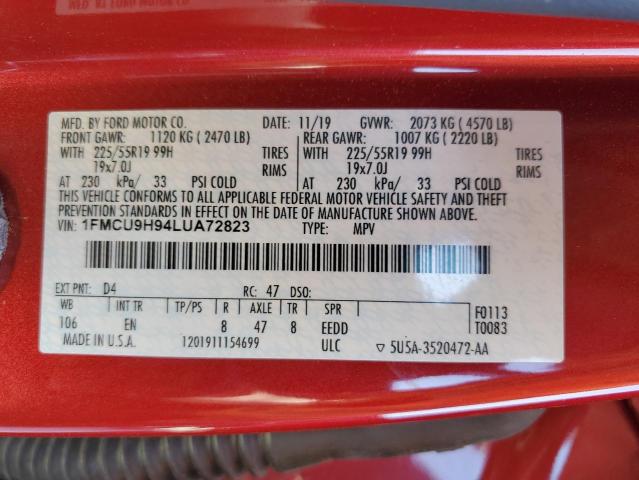 MFD. BY FORD MOTOR CO. DATE: 11/19 GVWR: 2073 KG ( 4570 LB)
FRONT GAWR: 1120 KG ( 2470 LB) REAR GAWR: 1007 KG ( 2220 LB)
WITH 225/55R19 99H TIRES WITH 225/55R19 99H TIRES
19x7.0J RIMS 19x7.0J RIMS
AT 230 kPa/ 33 PSI COLD AT 230 kPa/ 33 PSI COLD
THIS VEHICLE CONFORMS TO ALL APPLICABLE FEDERAL MOTOR VEHICLE SAFETY AND THEFT
PREVENTION STANDARDS IN EFFECT ON THE DATE OF MANUFACTURE SHOWN ABOVE.
VIN: 1FMCU9H94LUA72823 TYPE: MPV
EXT PNT: D4 RC: 47 DSO:
WB INT TR TP/PS R AXLE TR SPR F0113
106 EN 8 47 8 EEDD T0083
MADE IN U.S.A. 1201911154699 ULC ▽ 5U5A-3520472-AA